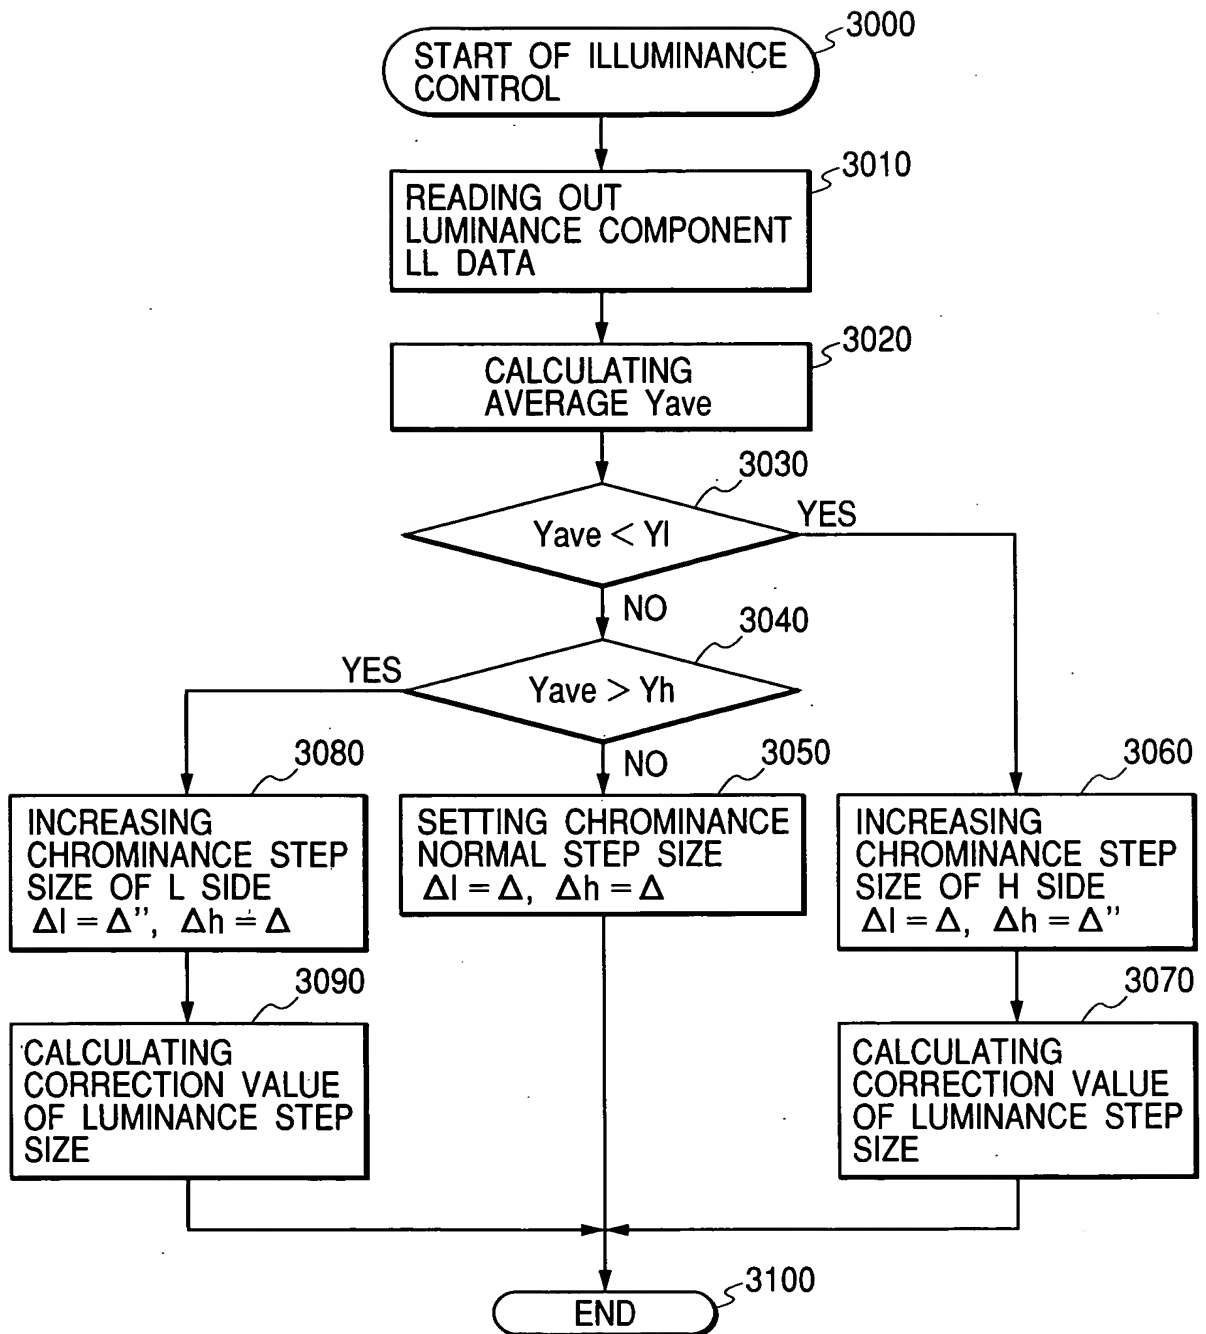 3000
START OF ILLUMINANCE
CONTROL
3010
READING OUT
LUMINANCE COMPONENT
LL DATA
3020
CALCULATING
AVERAGE Yave
3030
Yave < Yl
YES
NO
3040
Yave > Yh
YES
NO
3080
INCREASING
CHROMINANCE STEP
SIZE OF L SIDE
Δl = Δ", Δh = Δ
3050
SETTING CHROMINANCE
NORMAL STEP SIZE
Δl = Δ, Δh = Δ
3060
INCREASING
CHROMINANCE STEP
SIZE OF H SIDE
Δl = Δ, Δh = Δ"
3090
CALCULATING
CORRECTION VALUE
OF LUMINANCE STEP
SIZE
3070
CALCULATING
CORRECTION VALUE
OF LUMINANCE STEP
SIZE
3100
END